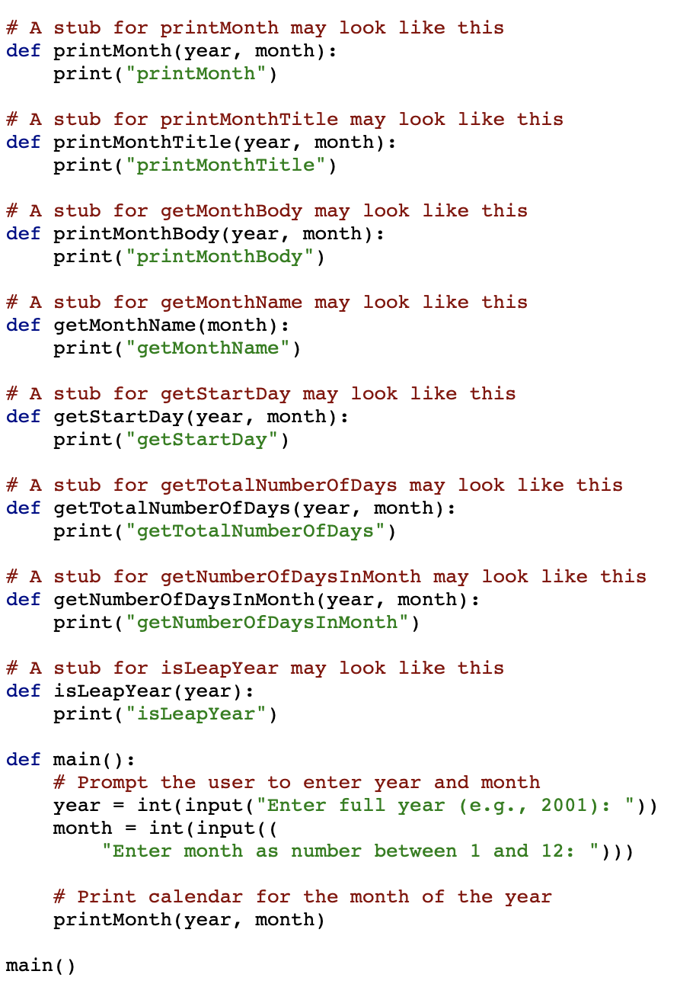 # A stub for printMonth may look like this
def printMonth(year, month):
    print("printMonth")

# A stub for printMonthTitle may look like this
def printMonthTitle(year, month):
    print("printMonthTitle")

# A stub for getMonthBody may look like this
def printMonthBody(year, month):
    print("printMonthBody")

# A stub for getMonthName may look like this
def getMonthName(month):
    print("getMonthName")

# A stub for getStartDay may look like this
def getStartDay(year, month):
    print("getStartDay")

# A stub for getTotalNumberOfDays may look like this
def getTotalNumberOfDays(year, month):
    print("getTotalNumberOfDays")

# A stub for getNumberOfDaysInMonth may look like this
def getNumberOfDaysInMonth(year, month):
    print("getNumberOfDaysInMonth")

# A stub for isLeapYear may look like this
def isLeapYear(year):
    print("isLeapYear")

def main():
    # Prompt the user to enter year and month
    year = int(input("Enter full year (e.g., 2001): "))
    month = int(input((
        "Enter month as number between 1 and 12: ")))

    # Print calendar for the month of the year
    printMonth(year, month)

main()